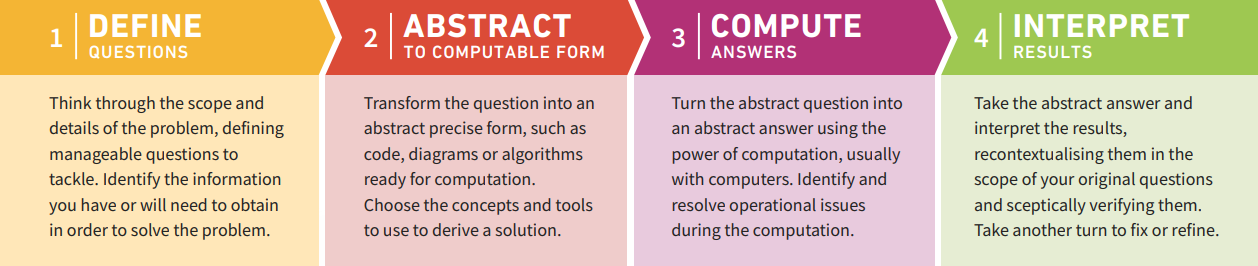 1 DEFINE
QUESTIONS
Think through the scope and
details of the problem, defining
manageable questions to
tackle. Identify the information
you have or will need to obtain
in order to solve the problem.
2 ABSTRACT
TO COMPUTABLE FORM
Transform the question into an
abstract precise form, such as
code, diagrams or algorithms
ready for computation.
Choose the concepts and tools
to use to derive a solution.
3 COMPUTE
ANSWERS
Turn the abstract question into
an abstract answer using the
power of computation, usually
with computers. Identify and
resolve operational issues
during the computation.
4 INTERPRET
RESULTS
Take the abstract answer and
interpret the results,
recontextualising them in the
scope of your original questions
and sceptically verifying them.
Take another turn to fix or refine.